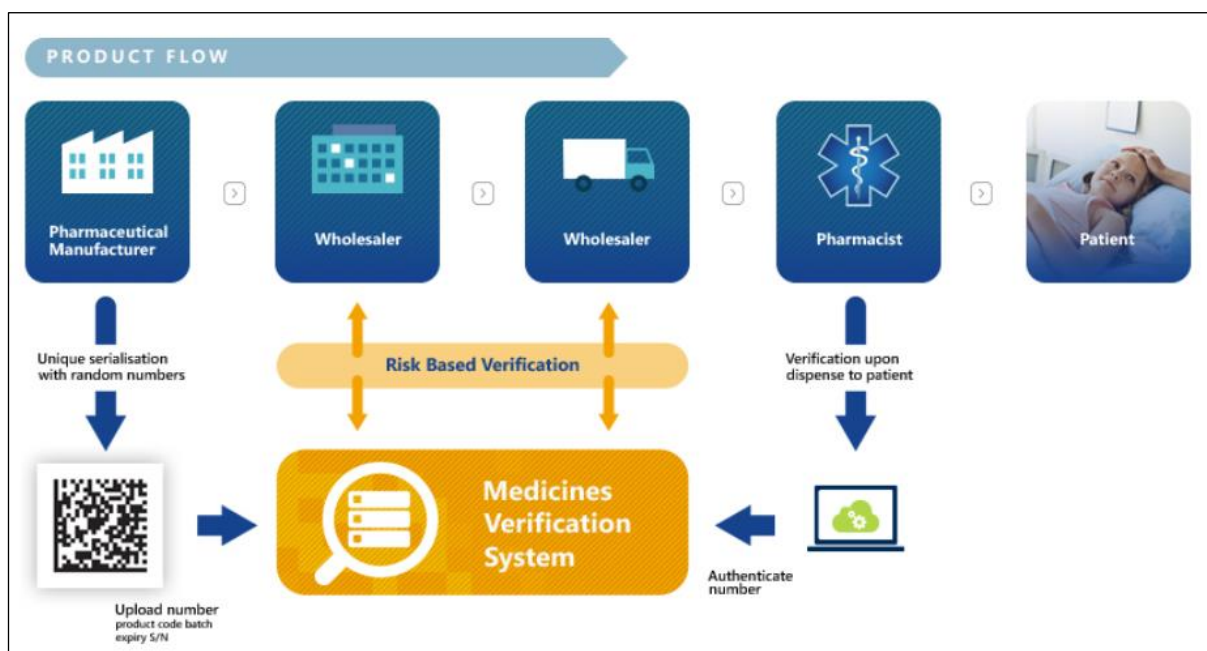 PRODUCT FLOW
Pharmaceutical
Manufacturer
Wholesaler
Wholesaler
Pharmacist
Patient
Unique serialisation
with random numbers
Risk Based Verification
Verification upon
dispense to patient
Medicines
Verification
System
Upload number
product code batch
expiry S/N
Authenticate
number